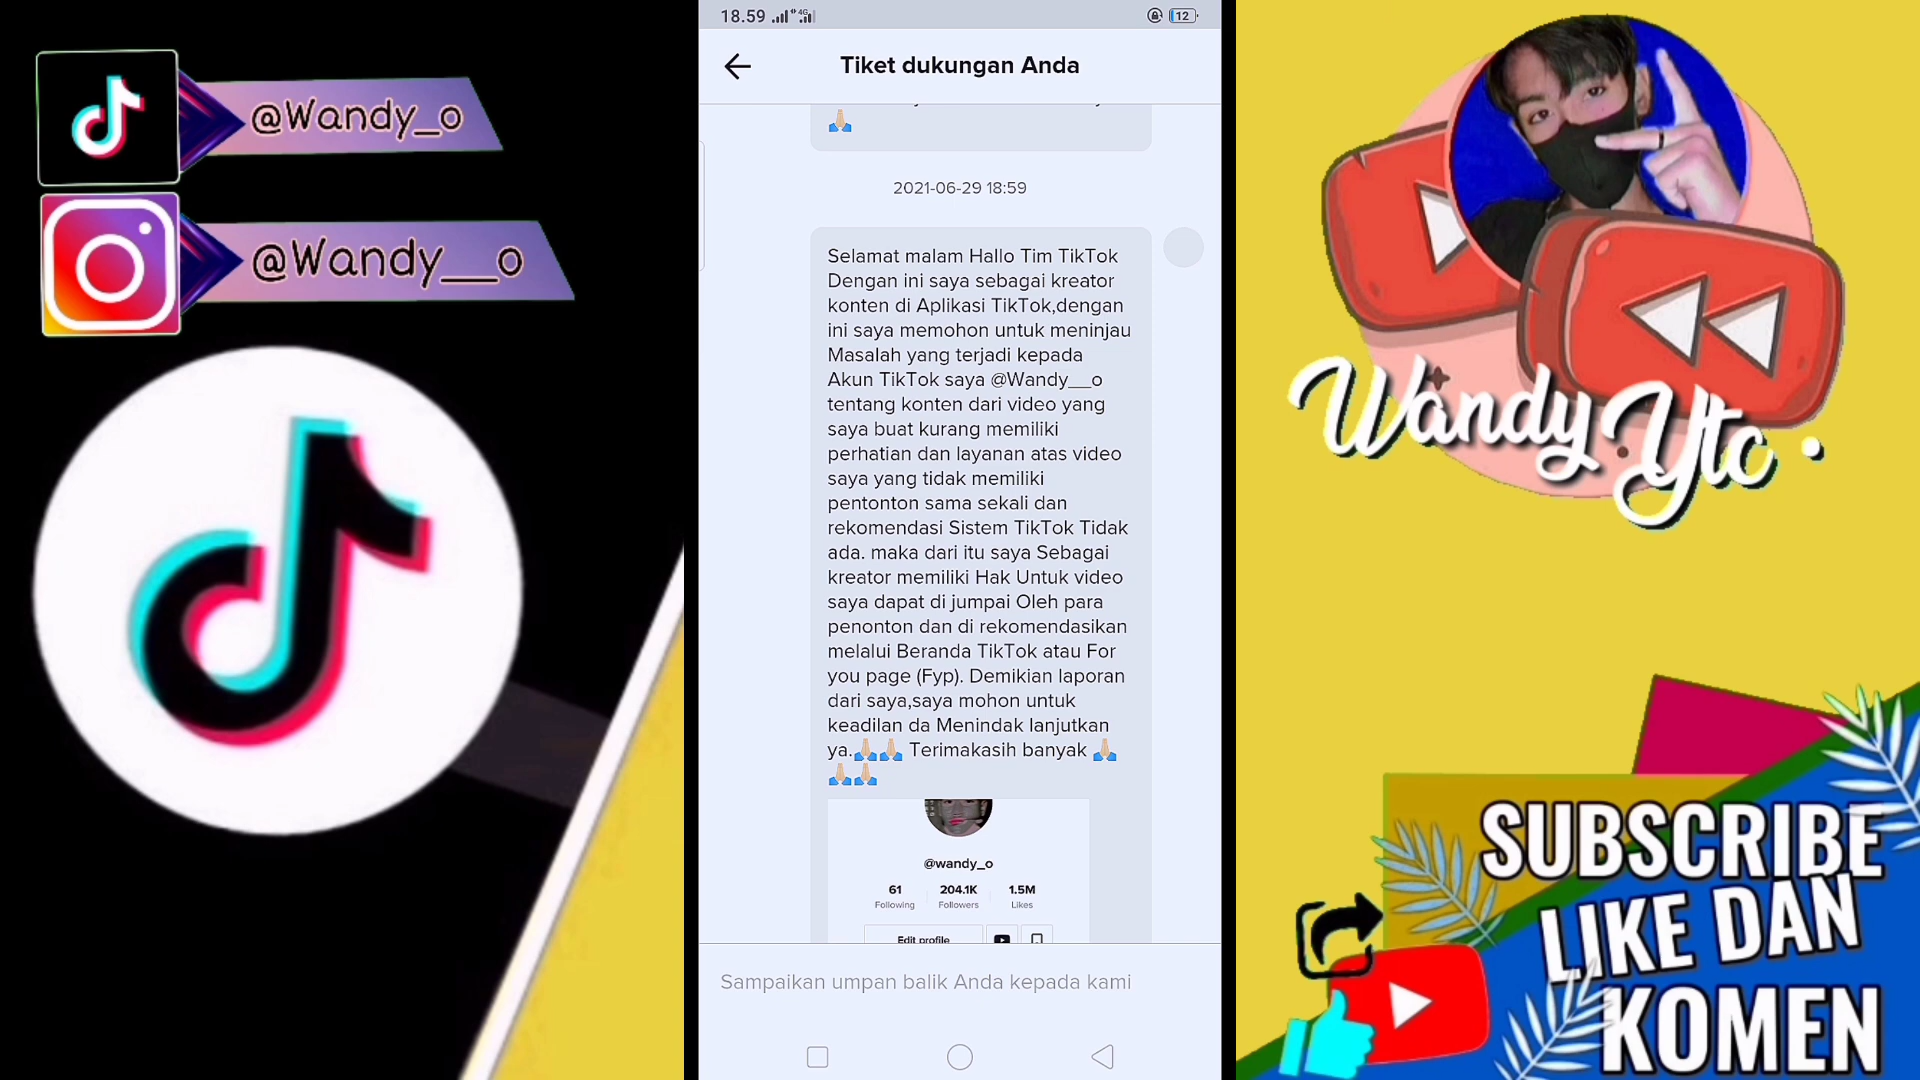 @Wandy_o
@Wandy__o
18.59
4G
12
Tiket dukungan Anda
🙏
2021-06-29 18:59
Selamat malam Hallo Tim TikTok
Dengan ini saya sebagai kreator
konten di Aplikasi TikTok,dengan
ini saya memohon untuk meninjau
Masalah yang terjadi kepada
Akun TikTok saya @Wandy__o
tentang konten dari video yang
saya buat kurang memiliki
perhatian dan layanan atas video
saya yang tidak memiliki
pentonton sama sekali dan
rekomendasi Sistem TikTok Tidak
ada. maka dari itu saya Sebagai
kreator memiliki Hak Untuk video
saya dapat di jumpai Oleh para
penonton dan di rekomendasikan
melalui Beranda TikTok atau For
you page (Fyp). Demikian laporan
dari saya,saya mohon untuk
keadilan da Menindak lanjutkan
ya.🙏🙏 Terimakasih banyak 🙏
🙏🙏
@wandy_o
61 204.1K 1.5M
Following Followers Likes
Edit profile
Sampaikan umpan balik Anda kepada kami
Wandy Ytc
SUBSCRIBE
LIKE DAN
KOMEN